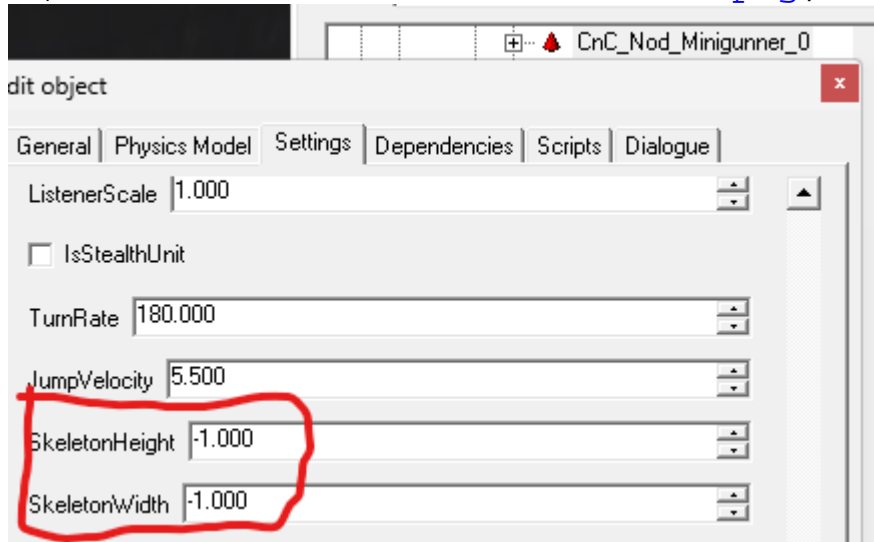 CnC_Nod_Minigunner_0
dit object
x
General Physics Model Settings Dependencies Scripts Dialogue
ListenerScale 1.000
IsStealthUnit
TurnRate 180.000
JumpVelocity 5.500
SkeletonHeight -1.000
SkeletonWidth -1.000